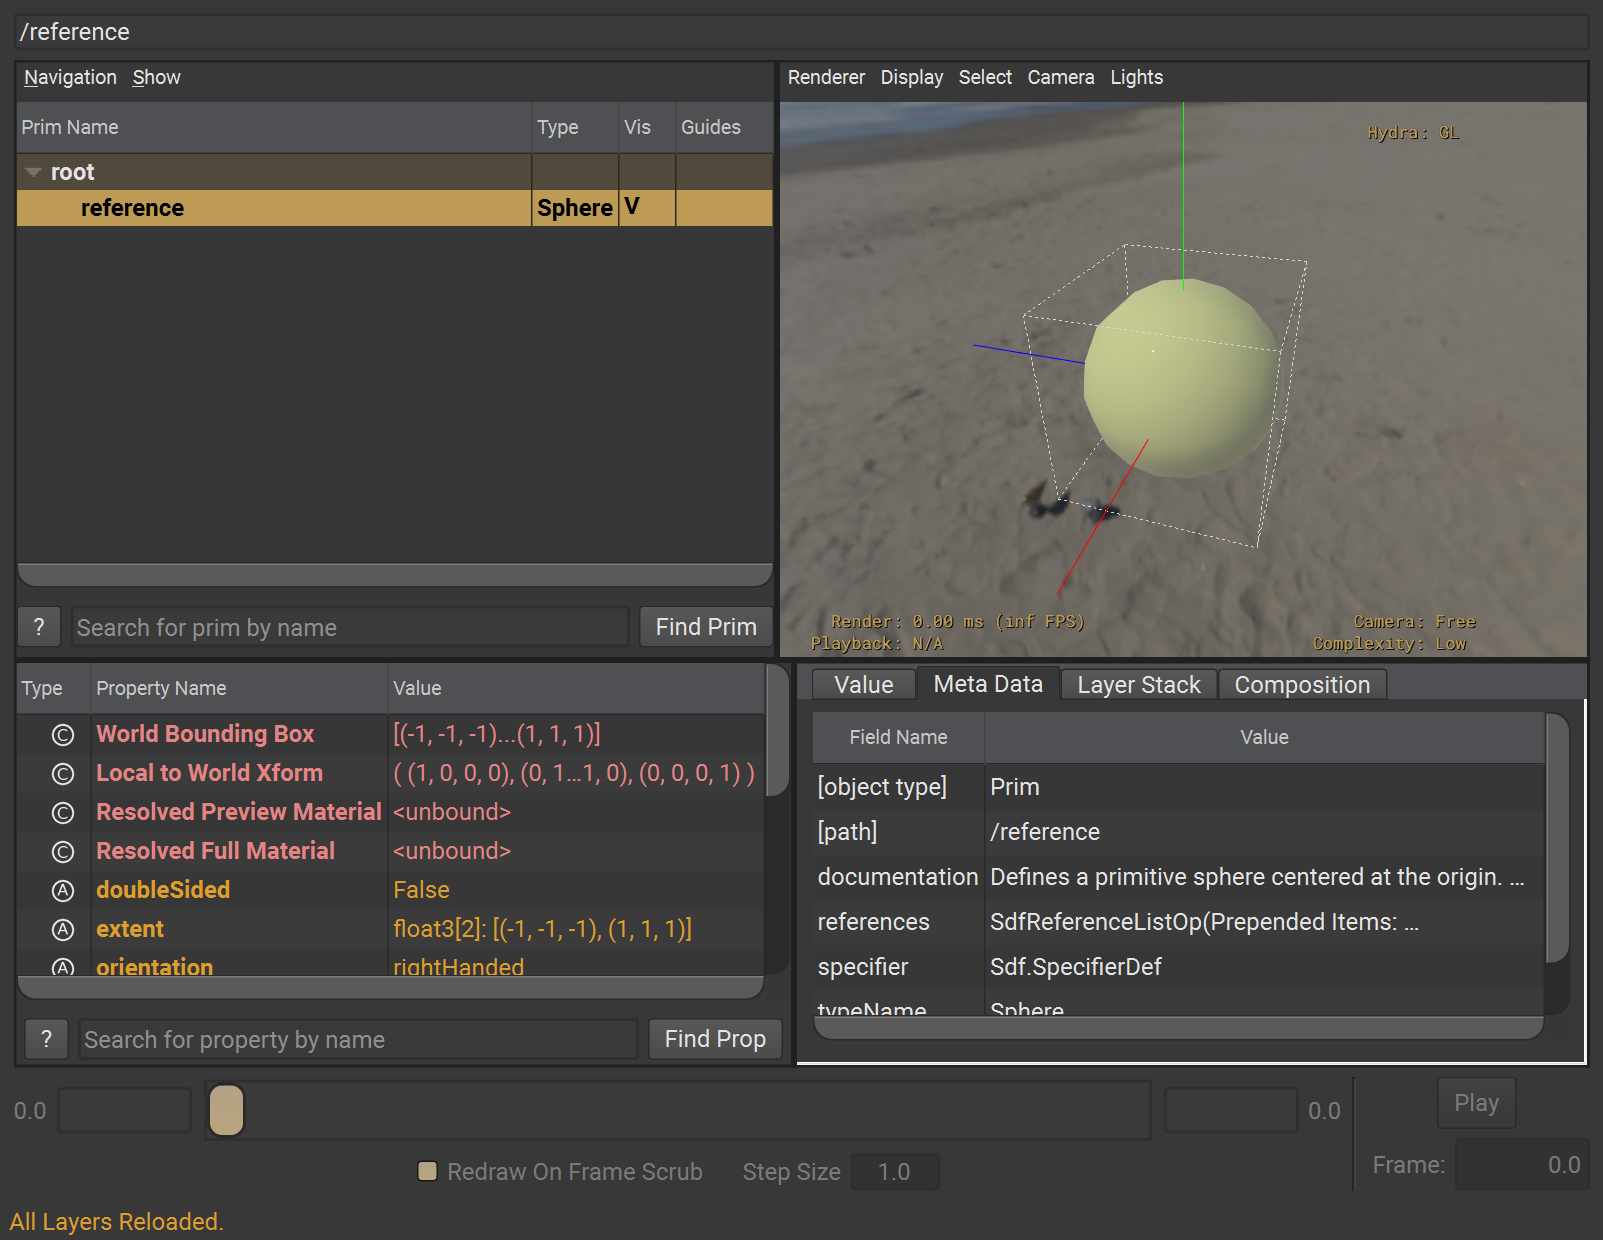 /reference
Navigation Show
Prim Name Type Vis Guides
root
reference Sphere V
? Search for prim by name Find Prim
Renderer Display Select Camera Lights
Hydra: GL
Render: 0.00 ms (inf FPS) Camera: Free
Playback: N/A Complexity: Low
Type Property Name Value
C World Bounding Box [(-1, -1, -1)...(1, 1, 1)]
C Local to World Xform ( (1, 0, 0, 0), (0, 1...1, 0), (0, 0, 0, 1) )
C Resolved Preview Material <unbound>
C Resolved Full Material <unbound>
A doubleSided False
A extent float3[2]: [(-1, -1, -1), (1, 1, 1)]
A orientation rightHanded
? Search for property by name Find Prop
Value Meta Data Layer Stack Composition
Field Name Value
[object type] Prim
[path] /reference
documentation Defines a primitive sphere centered at the origin. ...
references SdfReferenceListOp(Prepended Items: ...
specifier Sdf.SpecifierDef
typeName Sphere
0.0 0.0 Play
Redraw On Frame Scrub Step Size 1.0 Frame: 0.0
All Layers Reloaded.